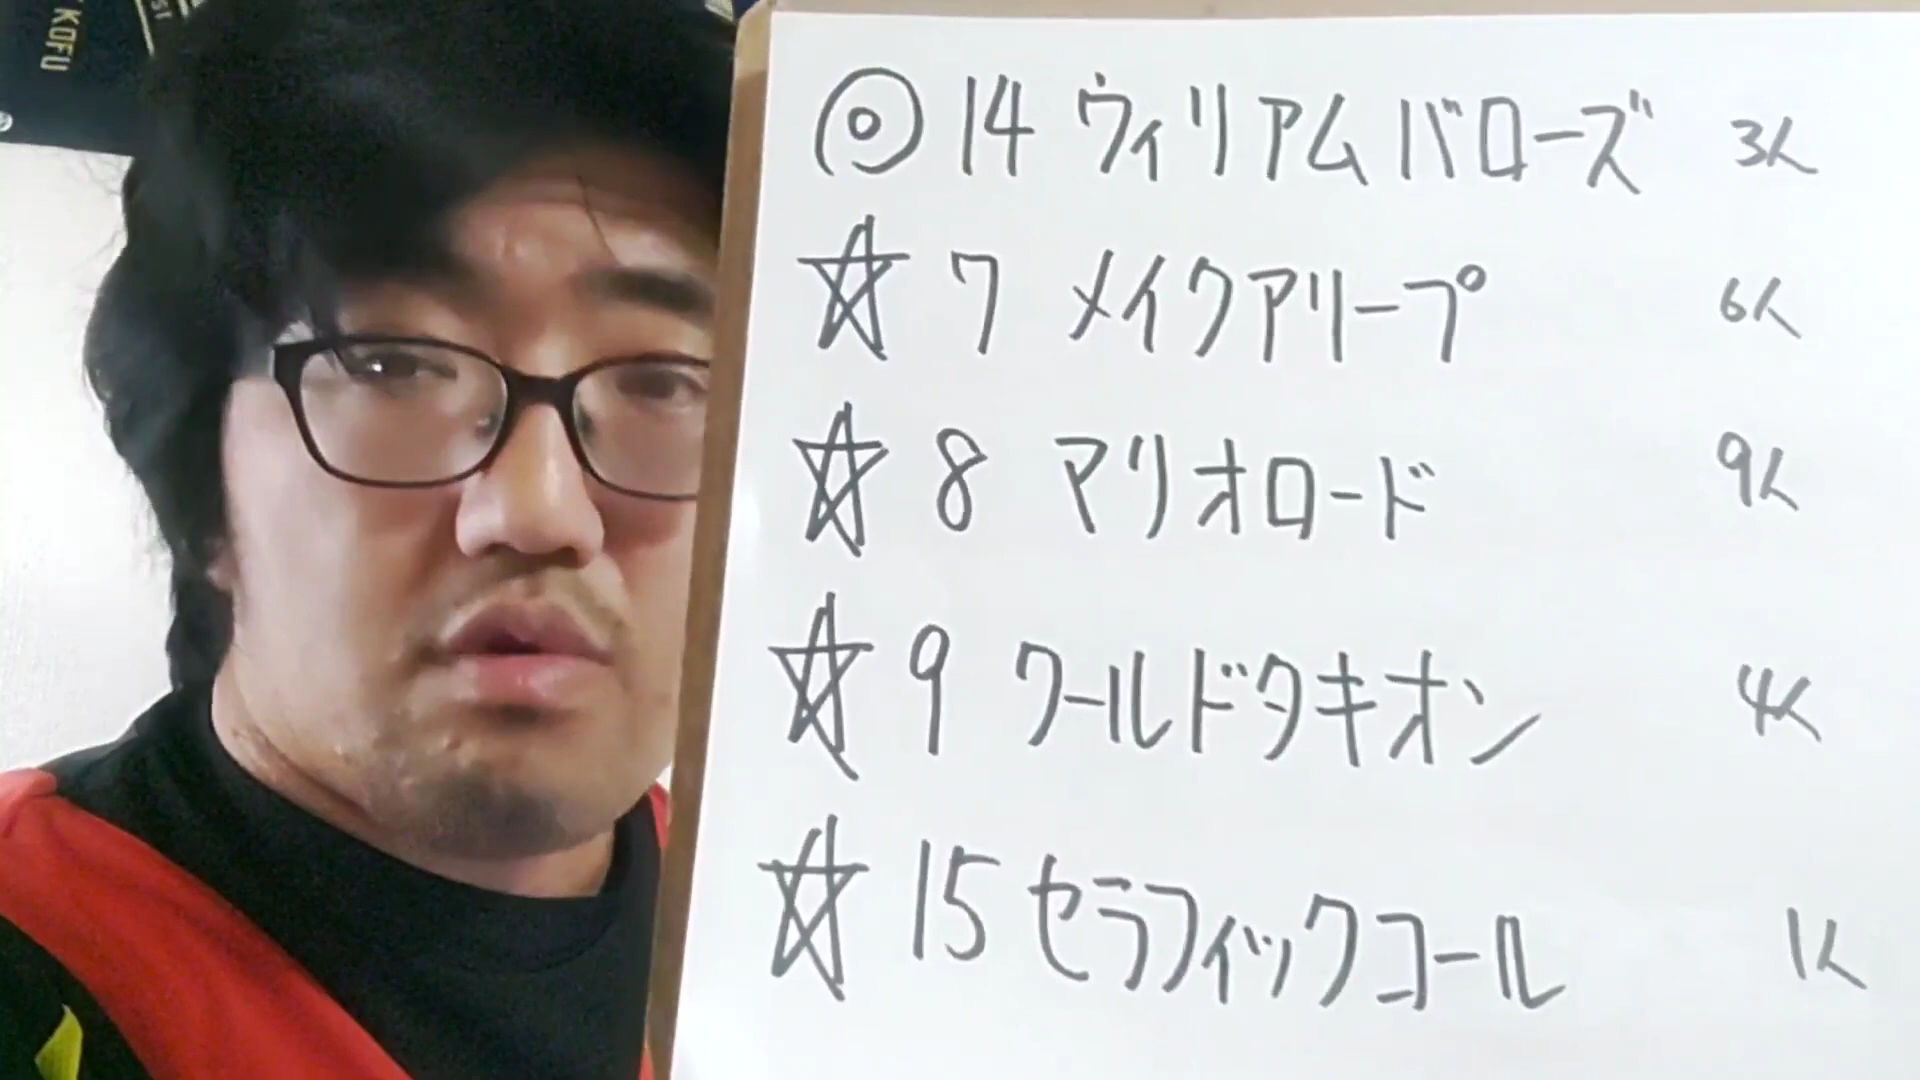 KOFU
◎ 14 ウィリアムバローズ 3人
☆ 7 メイクアリープ 6人
☆ 8 マリオロード 9人
☆ 9 ワールドタキオン 4人
☆ 15 セラフィックコール 1人